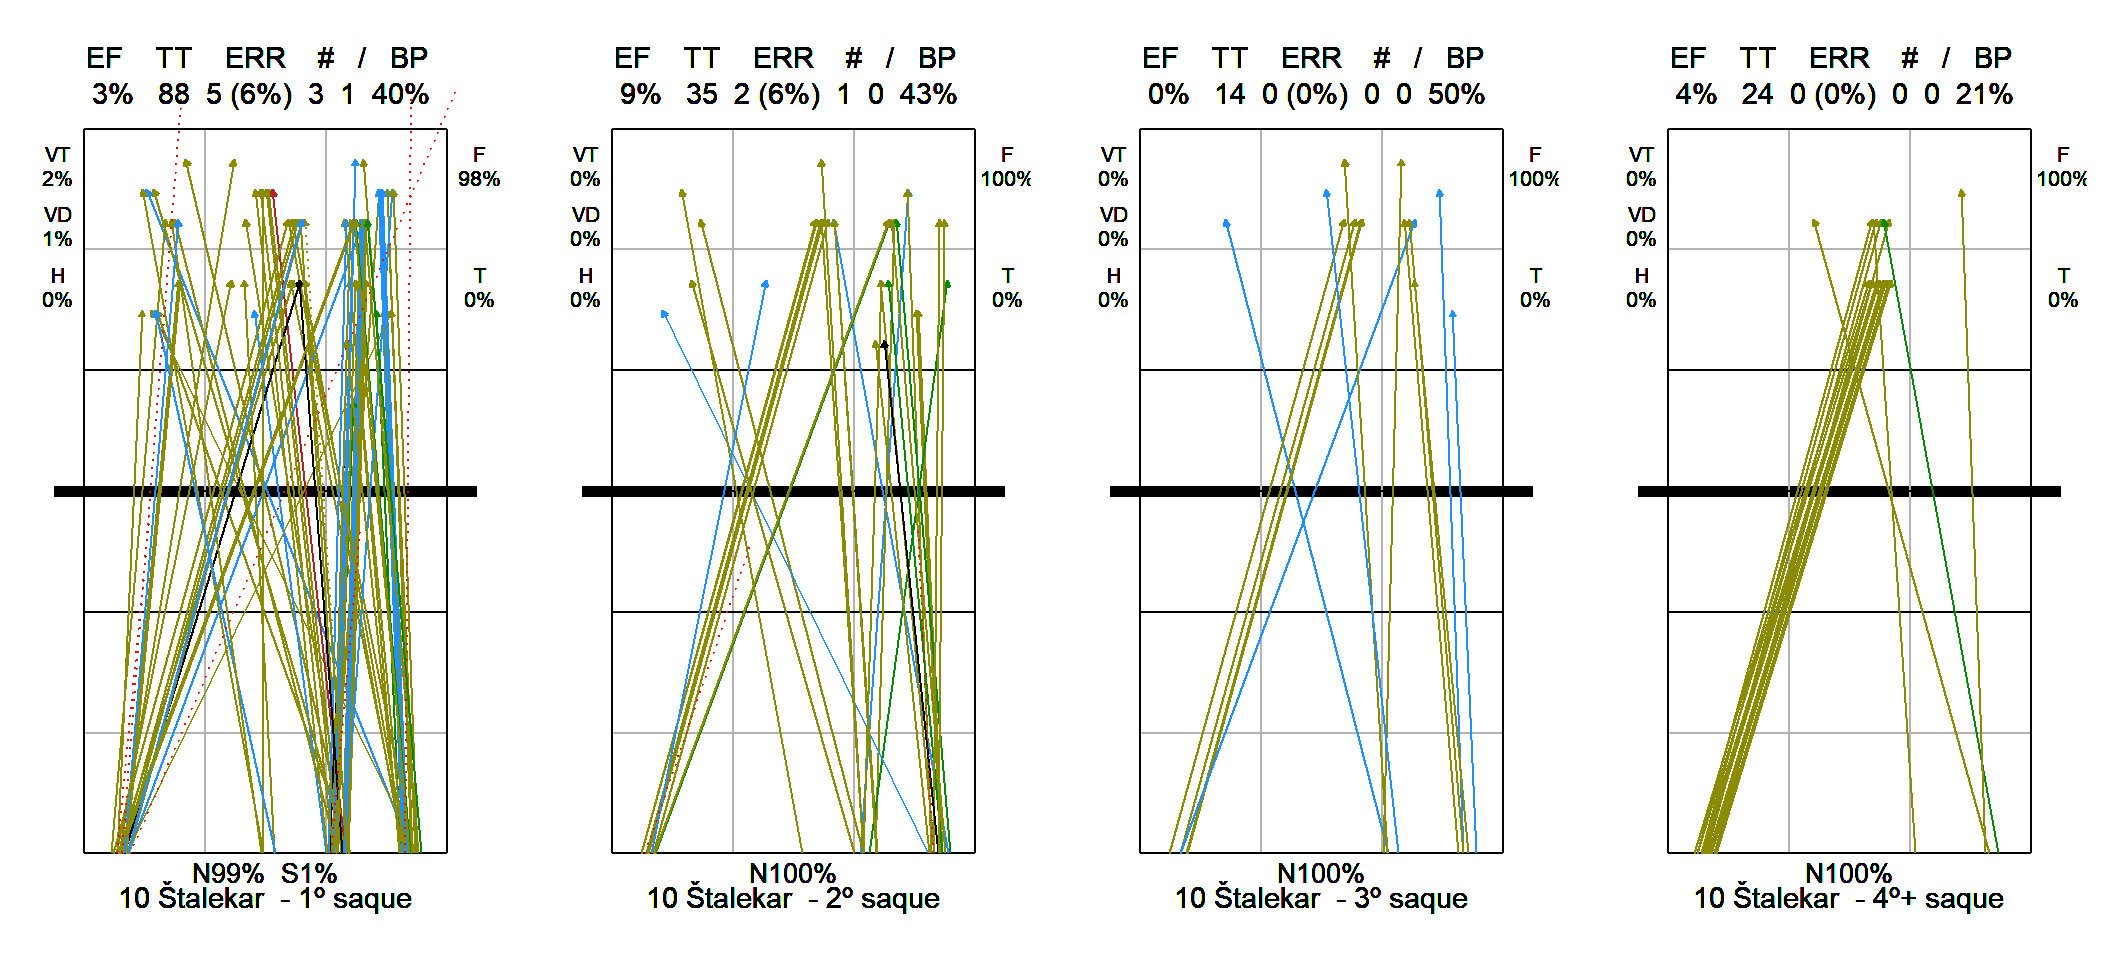 EF TT ERR # / BP
3% 88 5 (6%) 3 1 40%
VT
2%
VD
1%
H
0%
F
98%
T
0%
N99% S1%
10 Štalekar - 1º saque
EF TT ERR # / BP
9% 35 2 (6%) 1 0 43%
VT
0%
VD
0%
H
0%
F
100%
T
0%
N100%
10 Štalekar - 2º saque
EF TT ERR # / BP
0% 14 0 (0%) 0 0 50%
VT
0%
VD
0%
H
0%
F
100%
T
0%
N100%
10 Štalekar - 3º saque
EF TT ERR # / BP
4% 24 0 (0%) 0 0 21%
VT
0%
VD
0%
H
0%
F
100%
T
0%
N100%
10 Štalekar - 4º+ saque